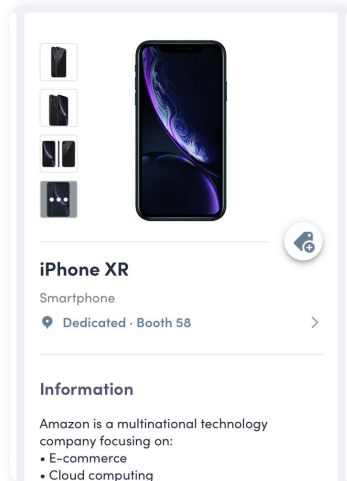 iPhone XR
Smartphone
Dedicated · Booth 58
Information
Amazon is a multinational technology
company focusing on:
• E-commerce
• Cloud computing